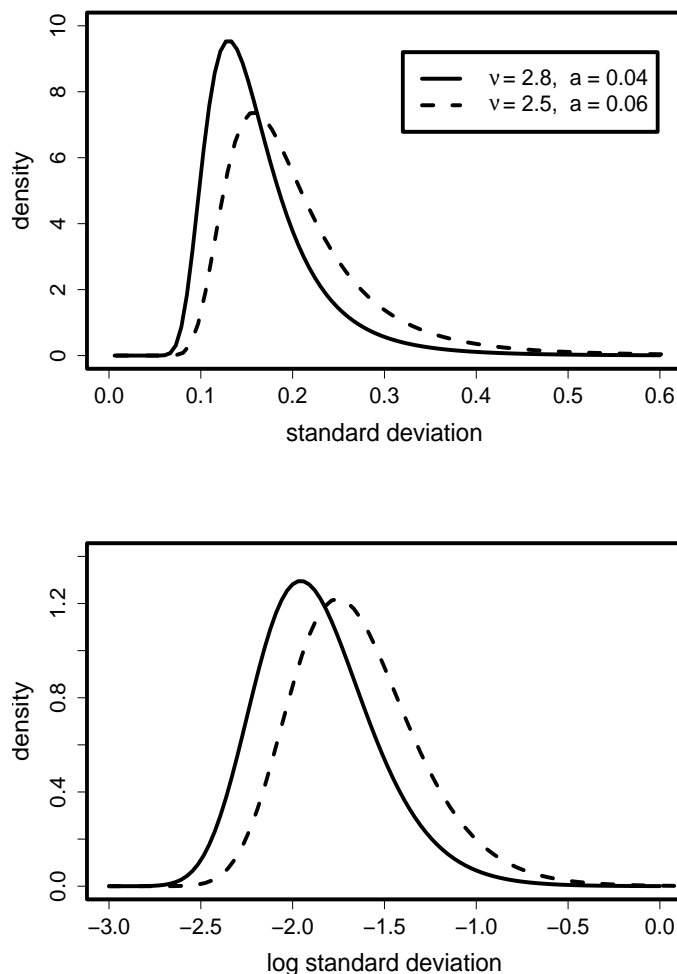 10
8
6
4
2
0
density
ν = 2.8,  a = 0.04
ν = 2.5,  a = 0.06
0.0 0.1 0.2 0.3 0.4 0.5 0.6
standard deviation
1.2
0.8
0.4
0.0
density
−3.0 −2.5 −2.0 −1.5 −1.0 −0.5 0.0
log standard deviation